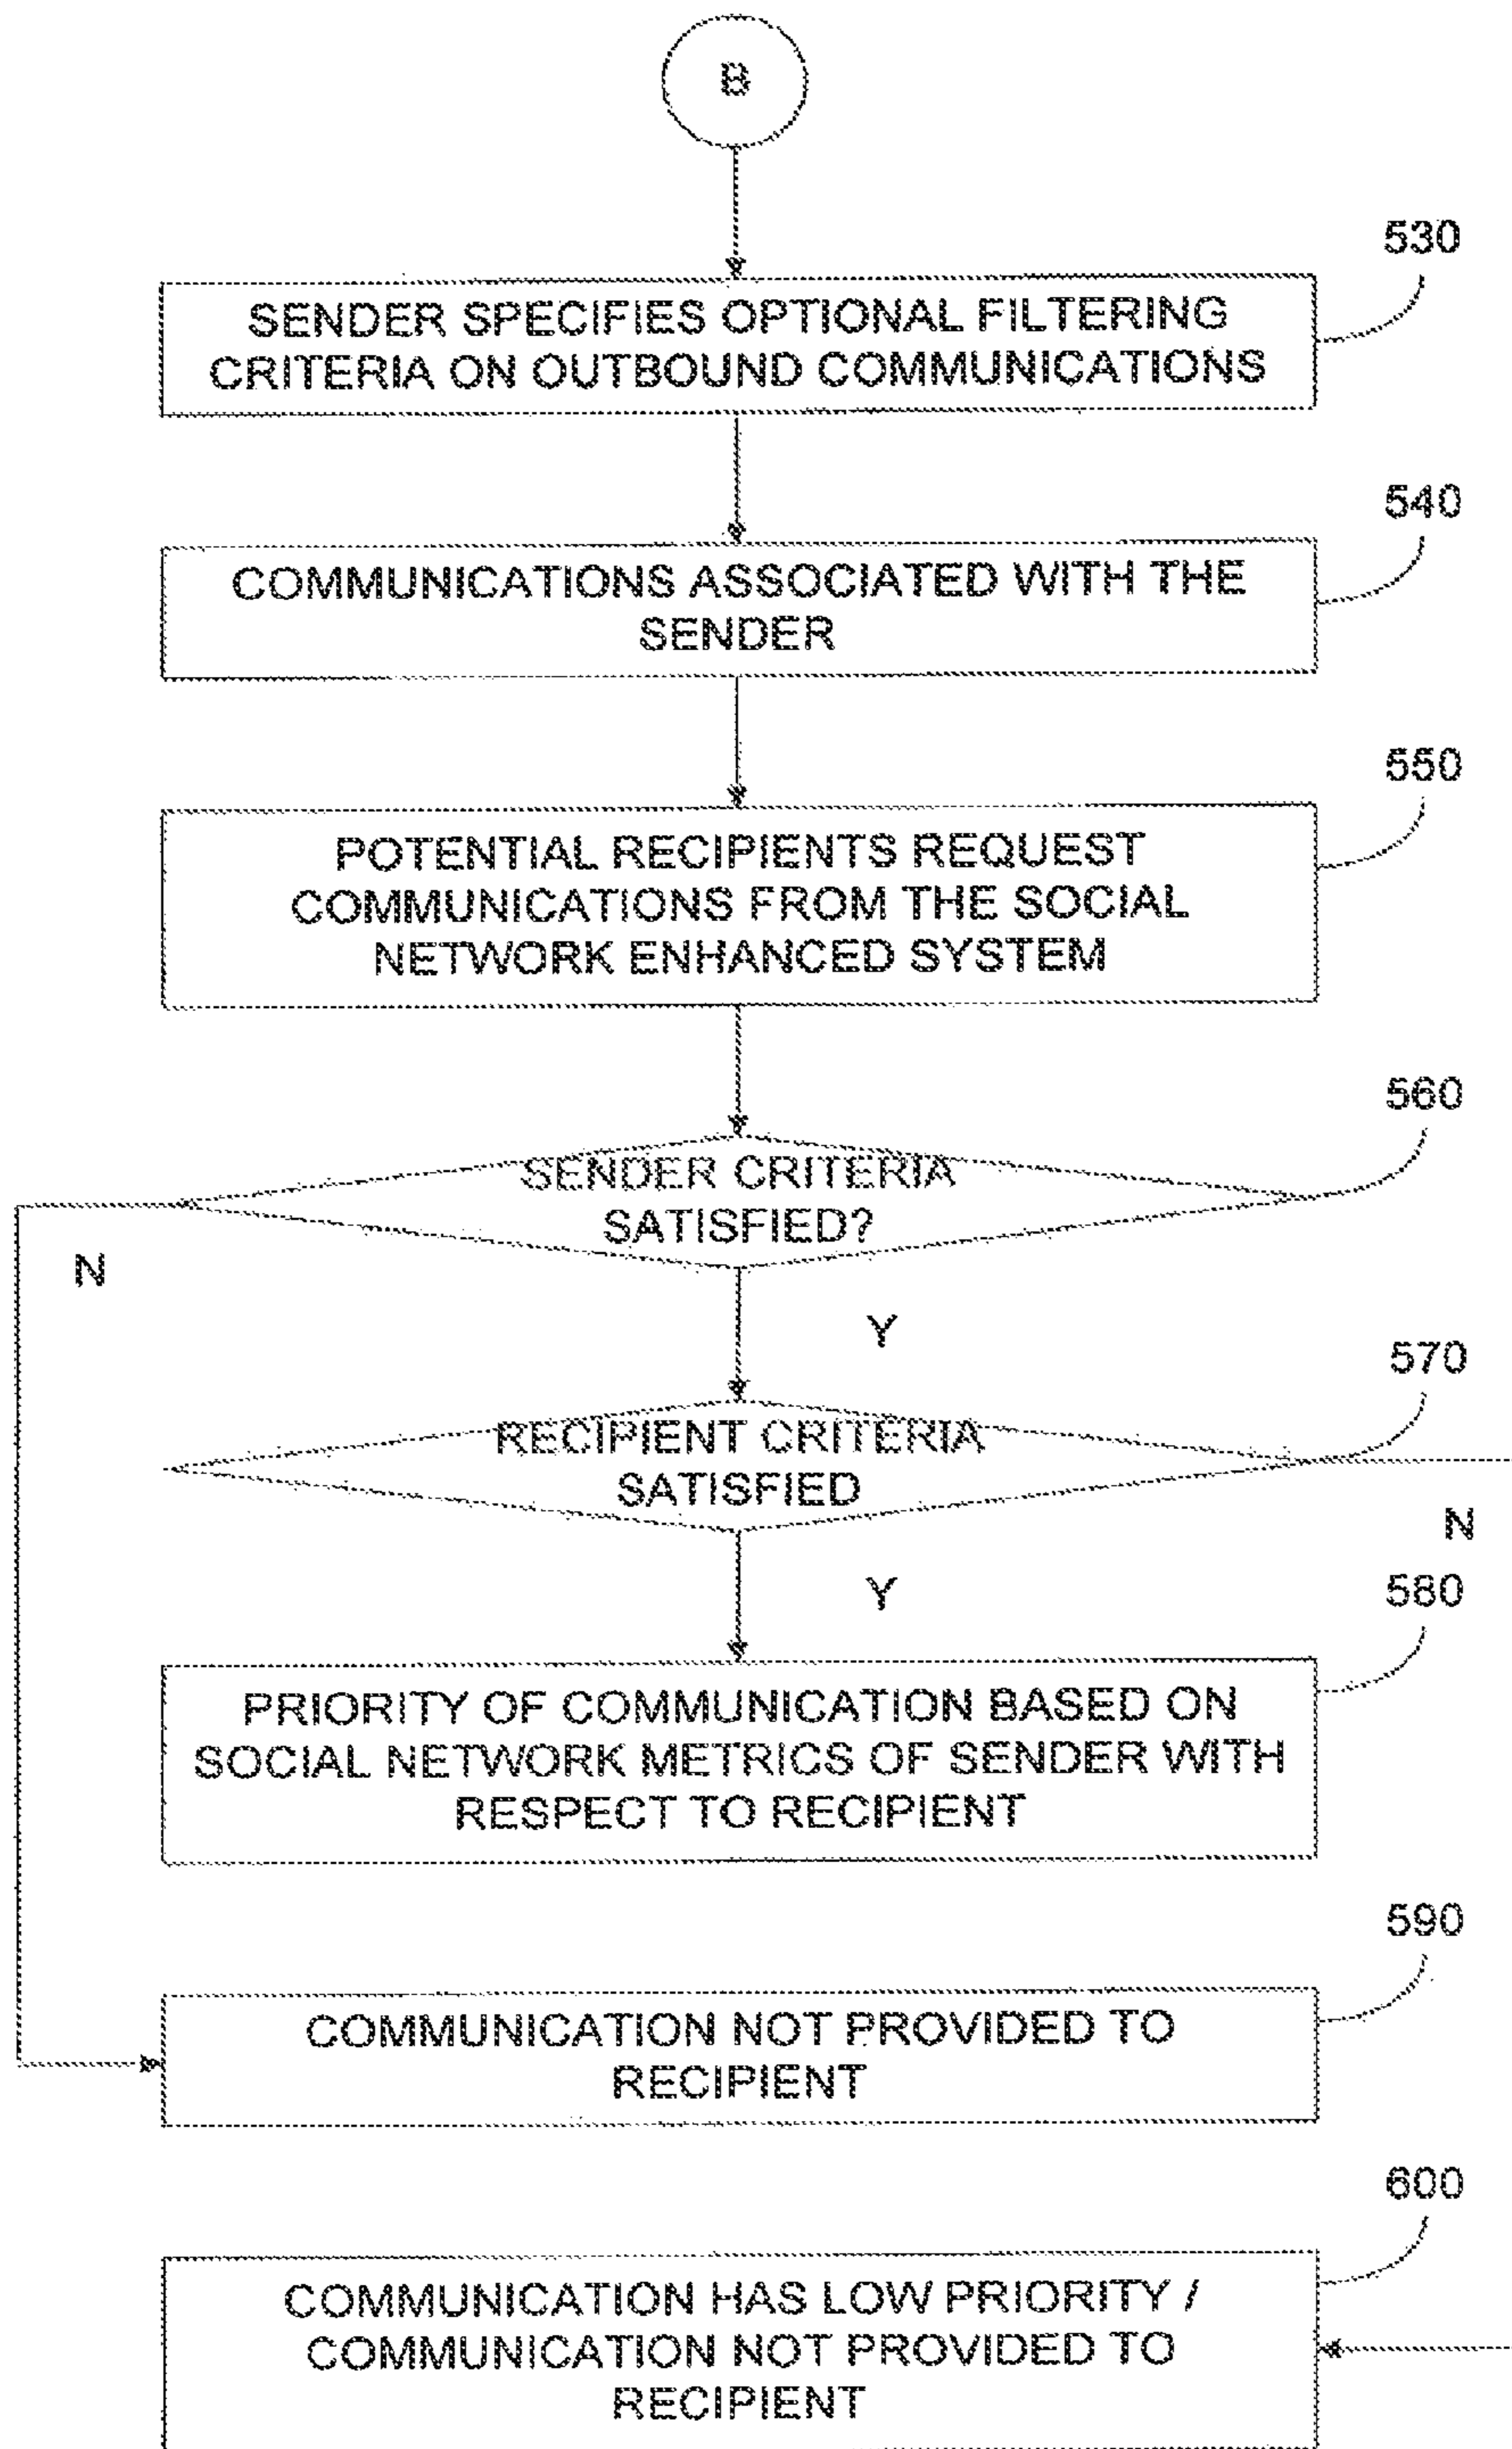 B
530
SENDER SPECIFIES OPTIONAL FILTERING
CRITERIA ON OUTBOUND COMMUNICATIONS
540
COMMUNICATIONS ASSOCIATED WITH THE
SENDER
550
POTENTIAL RECIPIENTS REQUEST
COMMUNICATIONS FROM THE SOCIAL
NETWORK ENHANCED SYSTEM
560
SENDER CRITERIA
SATISFIED?
N
Y
570
RECIPIENT CRITERIA
SATISFIED
N
Y
580
PRIORITY OF COMMUNICATION BASED ON
SOCIAL NETWORK METRICS OF SENDER WITH
RESPECT TO RECIPIENT
590
COMMUNICATION NOT PROVIDED TO
RECIPIENT
600
COMMUNICATION HAS LOW PRIORITY /
COMMUNICATION NOT PROVIDED TO
RECIPIENT